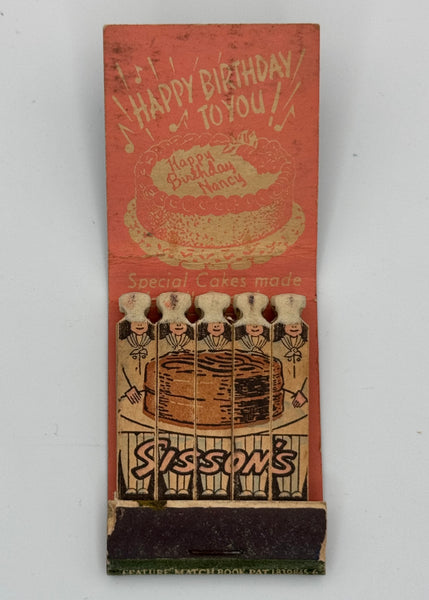 HAPPY BIRTHDAY
TO YOU!
Happy
Birthday
Nancy
Special Cakes made
SISSON'S
FEATURE MATCH BOOK PAT.